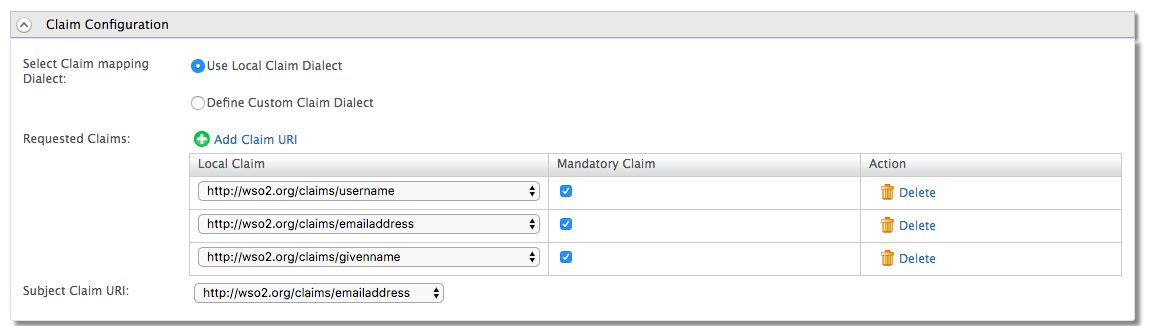 Claim Configuration
Select Claim mapping
Dialect:
Use Local Claim Dialect
Define Custom Claim Dialect
Requested Claims:
Add Claim URI
Local Claim Mandatory Claim Action
http://wso2.org/claims/username Delete
http://wso2.org/claims/emailaddress Delete
http://wso2.org/claims/givenname Delete
Subject Claim URI:
http://wso2.org/claims/emailaddress